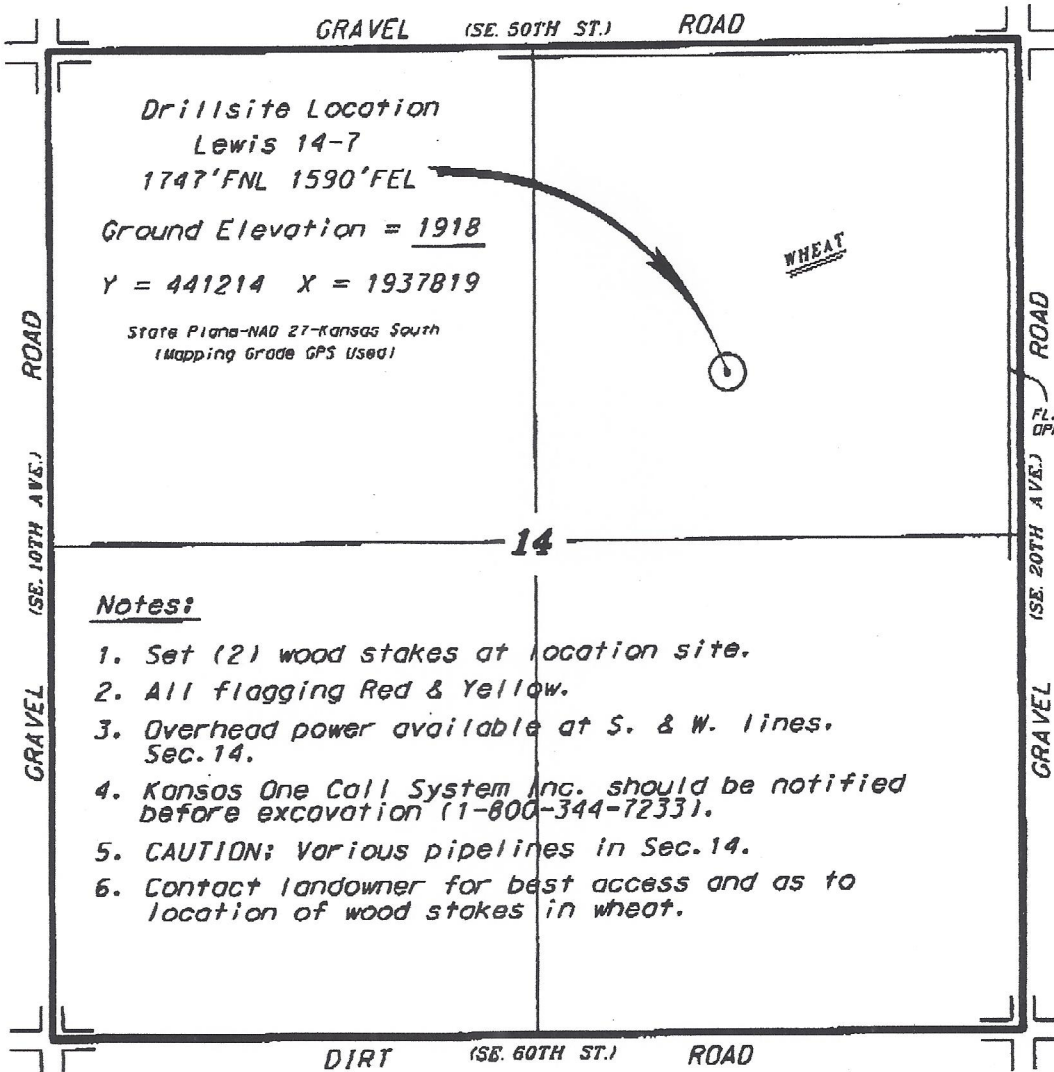 GRAVEL (SE. 50TH ST.) ROAD
Drillsite Location
Lewis 14-7
1747'FNL 1590'FEL
Ground Elevation = 1918
Y = 441214 X = 1937819
State Plane-NAD 27-Kansas South
(Mapping Grade GPS Used)
WHEAT
GRAVEL (SE. 10TH AVE.) ROAD
GRAVEL (SE. 20TH AVE.) ROAD
14
Notes:
1. Set (2) wood stakes at location site.
2. All flagging Red & Yellow.
3. Overhead power available at S. & W. lines.
Sec.14.
4. Kansas One Call System Inc. should be notified
before excavation (1-800-344-7233).
5. CAUTION: Various pipelines in Sec.14.
6. Contact landowner for best access and as to
location of wood stakes in wheat.
DIRT (SE. 60TH ST.) ROAD